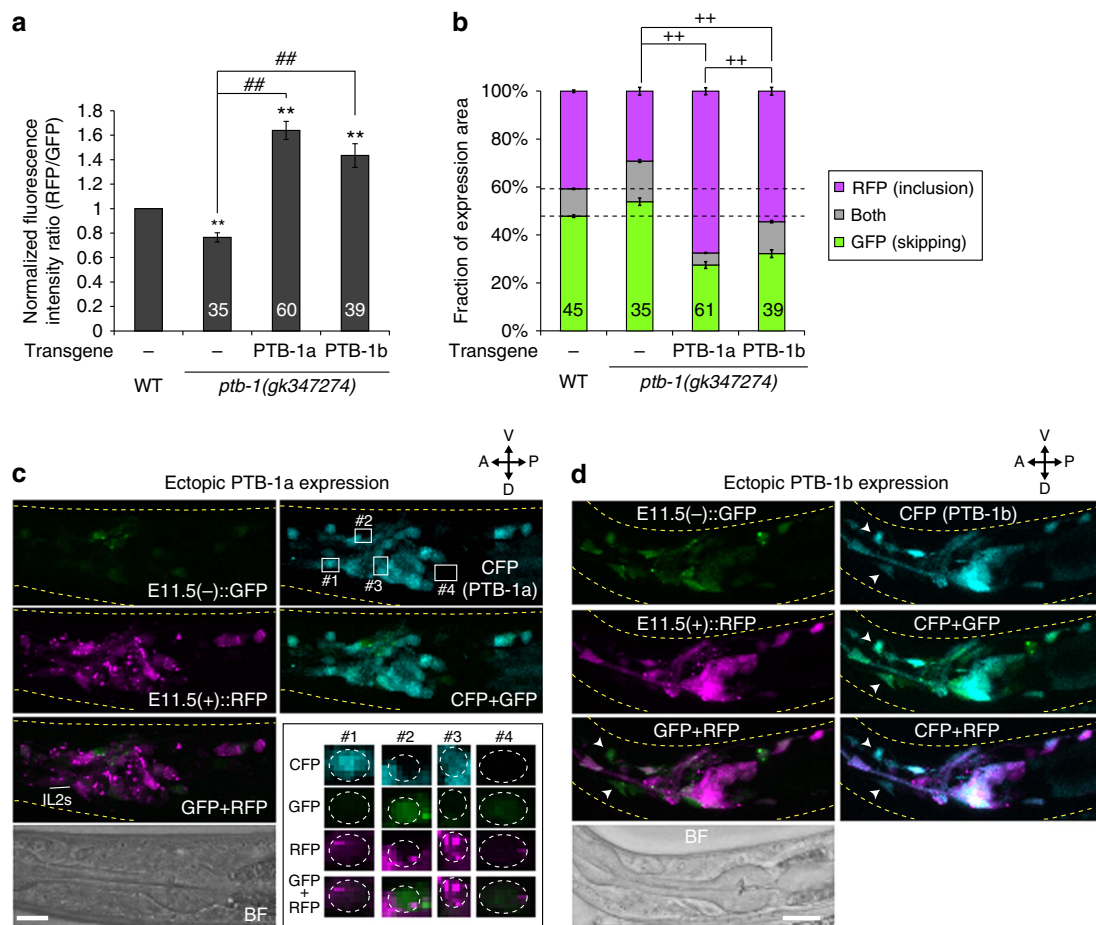 a
Normalized fluorescence
intensity ratio (RFP/GFP)
1.8
1.6
1.4
1.2
1
0.8
0.6
0.4
0.2
0
##
##
**
**
**
35
60
39
Transgene – – PTB-1a PTB-1b
WT ptb-1(gk347274)
b
Fraction of expression area
100%
80%
60%
40%
20%
0%
++
++
++
45
35
61
39
Transgene – – PTB-1a PTB-1b
WT ptb-1(gk347274)
RFP (inclusion)
Both
GFP (skipping)
c
Ectopic PTB-1a expression
V
A P
D
E11.5(–)::GFP
#2
#1
#3
#4
CFP
(PTB-1a)
E11.5(+)::RFP
CFP+GFP
IL2s
GFP+RFP
BF
#1 #2 #3 #4
CFP
GFP
RFP
GFP
+
RFP
d
Ectopic PTB-1b expression
V
A P
D
E11.5(–)::GFP
CFP (PTB-1b)
E11.5(+)::RFP
CFP+GFP
GFP+RFP
CFP+RFP
BF